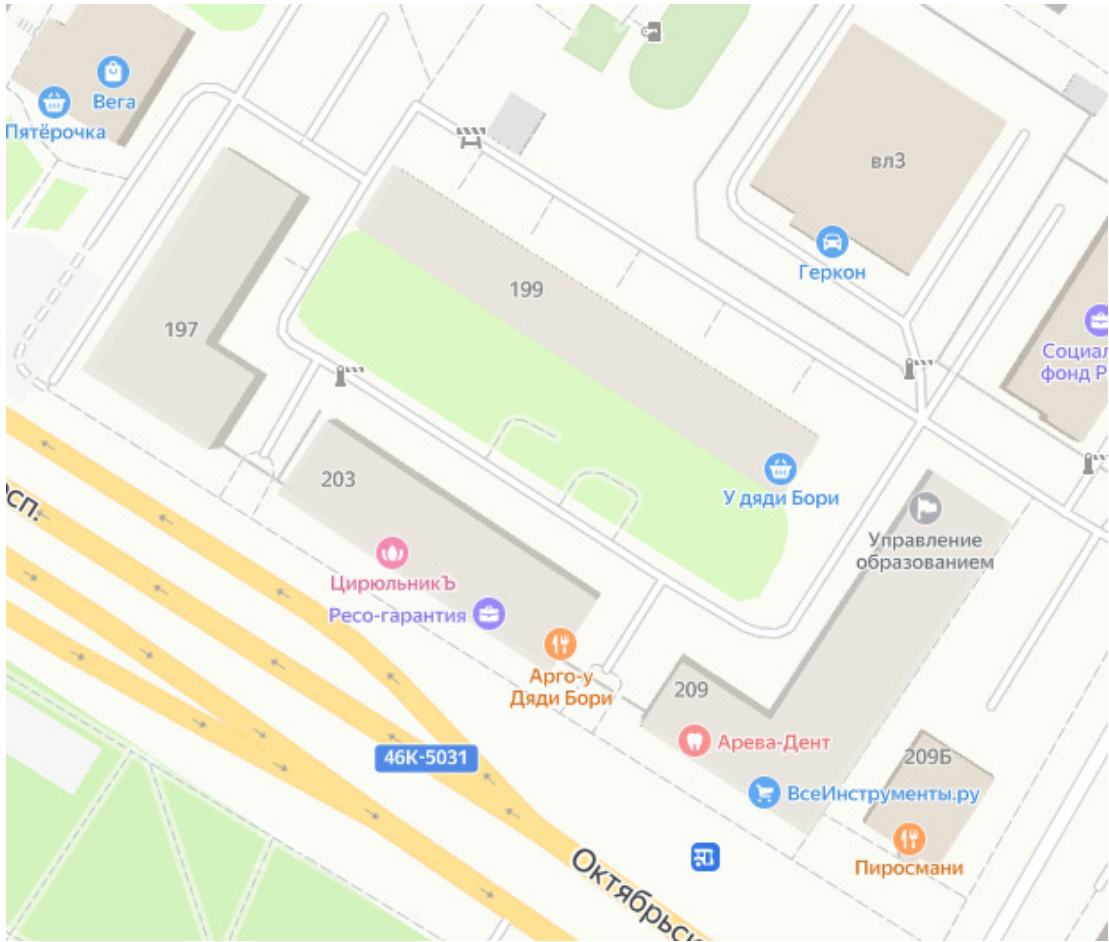 Вега
Пятёрочка
вл3
Геркон
199
197
Социал
фонд Р
203
У дяди Бори
осп.
Управление
образованием
ЦирюльникЪ
Ресо-гарантия
Арго-у
Дяди Бори
209
Арева-Дент
46К-5031
209Б
ВсеИнструменты.ру
Пиросмани
Октябрьск